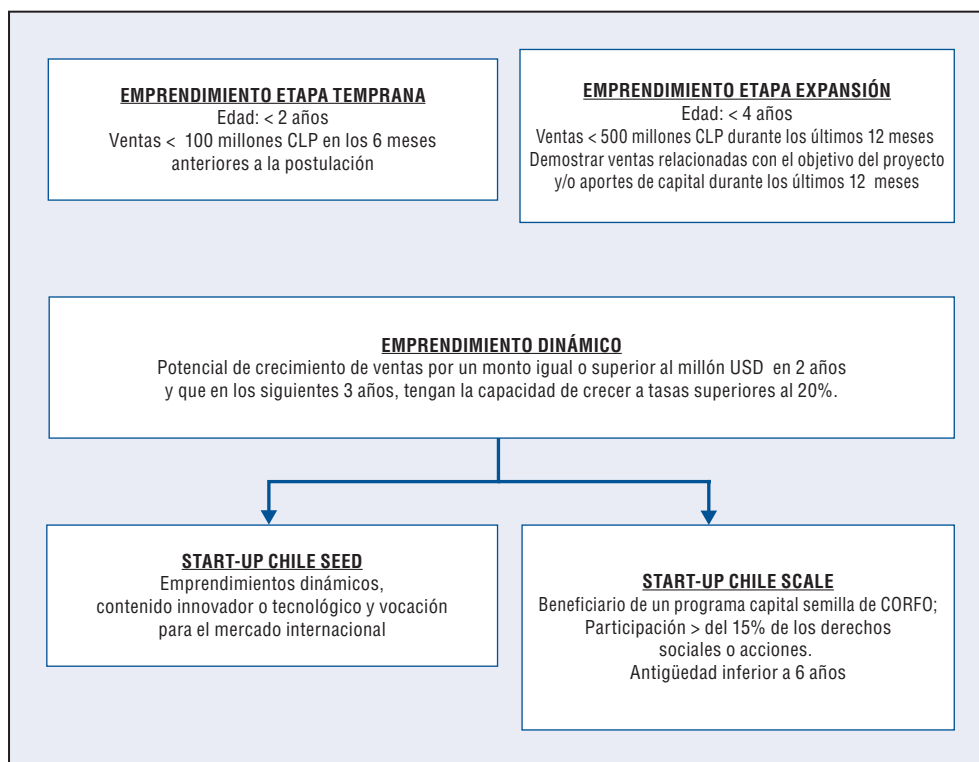 EMPRENDIMIENTO ETAPA TEMPRANA
Edad: < 2 años
Ventas < 100 millones CLP en los 6 meses
anteriores a la postulación
EMPRENDIMIENTO ETAPA EXPANSIÓN
Edad: < 4 años
Ventas < 500 millones CLP durante los últimos 12 meses
Demostrar ventas relacionadas con el objetivo del proyecto
y/o aportes de capital durante los últimos 12 meses
EMPRENDIMIENTO DINÁMICO
Potencial de crecimiento de ventas por un monto igual o superior al millón USD en 2 años
y que en los siguientes 3 años, tengan la capacidad de crecer a tasas superiores al 20%.
START-UP CHILE SEED
Emprendimientos dinámicos,
contenido innovador o tecnológico y vocación
para el mercado internacional
START-UP CHILE SCALE
Beneficiario de un programa capital semilla de CORFO;
Participación > del 15% de los derechos
sociales o acciones.
Antigüedad inferior a 6 años